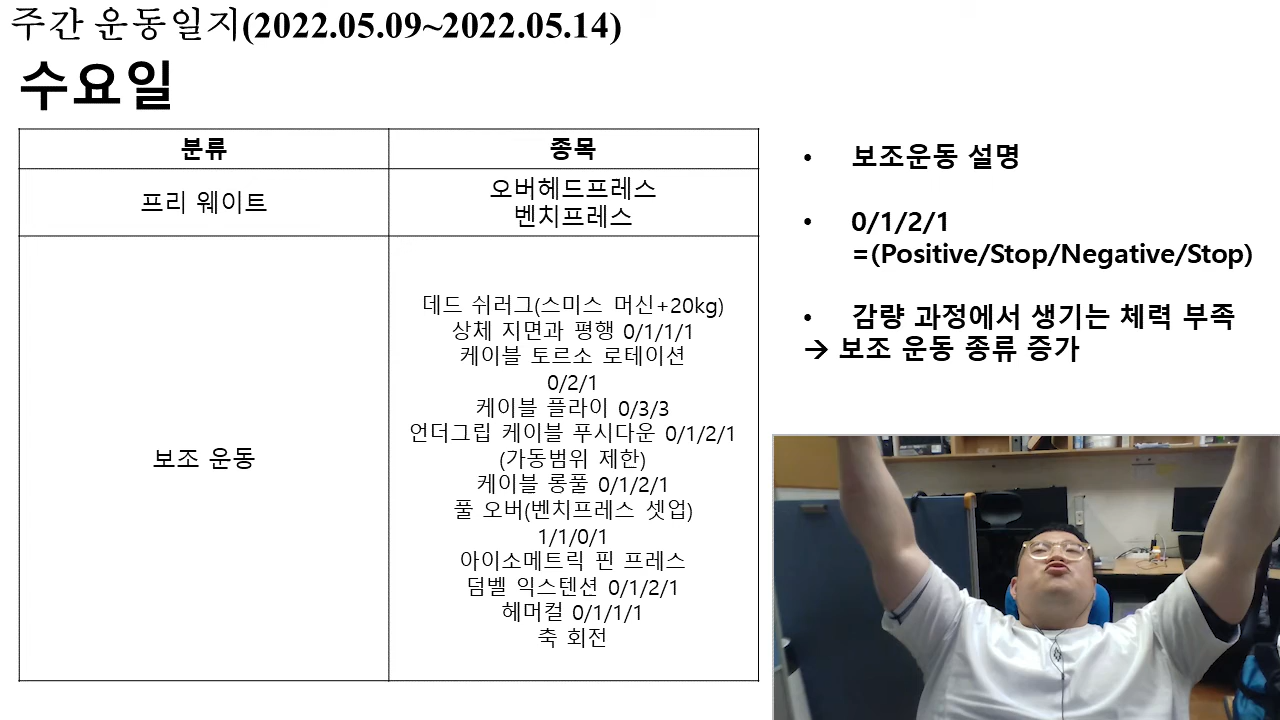 주간 운동일지(2022.05.09~2022.05.14)
수요일
분류
종목
프리 웨이트
오버헤드프레스
벤치프레스
보조 운동
데드 쉬러그(스미스 머신+20kg)
상체 지면과 평행 0/1/1/1
케이블 토르소 로테이션
0/2/1
케이블 플라이 0/3/3
언더그립 케이블 푸시다운 0/1/2/1
(가동범위 제한)
케이블 롱풀 0/1/2/1
풀 오버(벤치프레스 셋업)
1/1/0/1
아이소메트릭 핀 프레스
덤벨 익스텐션 0/1/2/1
헤머컬 0/1/1/1
축 회전
• 보조운동 설명
• 0/1/2/1
=(Positive/Stop/Negative/Stop)
• 감량 과정에서 생기는 체력 부족
→ 보조 운동 종류 증가